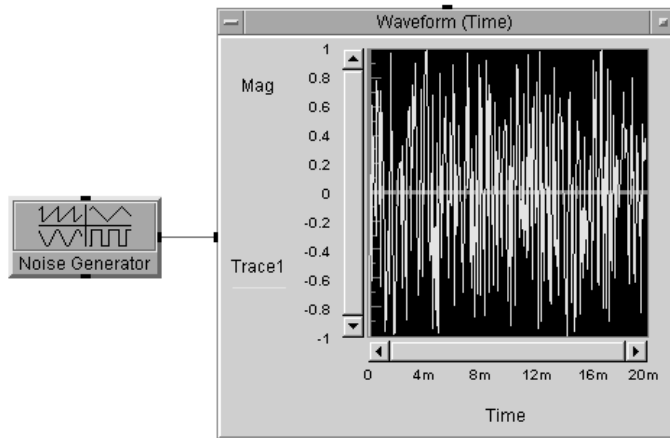 Waveform (Time)
Mag
Trace1
1
0.8
0.6
0.4
0.2
0
-0.2
-0.4
-0.6
-0.8
-1
0 4m 8m 12m 16m 20m
Time
Noise Generator